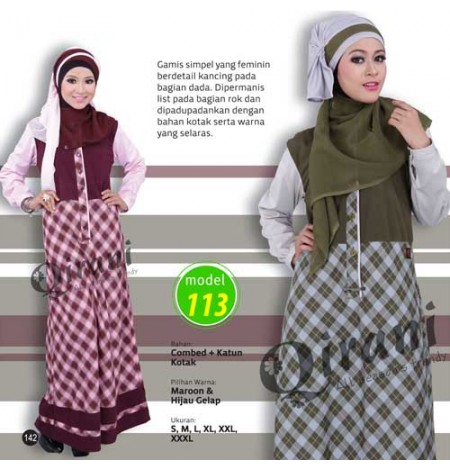 Gamis simpel yang feminin
berdetail kancing pada
bagian dada. Dipermanis
list pada bagian rok dan
dipadupadankan dengan
bahan kotak serta warna
yang selaras.
Qirani
model
113
Bahan:
Combed + Katun
Kotak
Pilihan Warna:
Maroon &
Hijau Gelap
Ukuran:
S, M, L, XL, XXL,
XXXL
Qirani
142